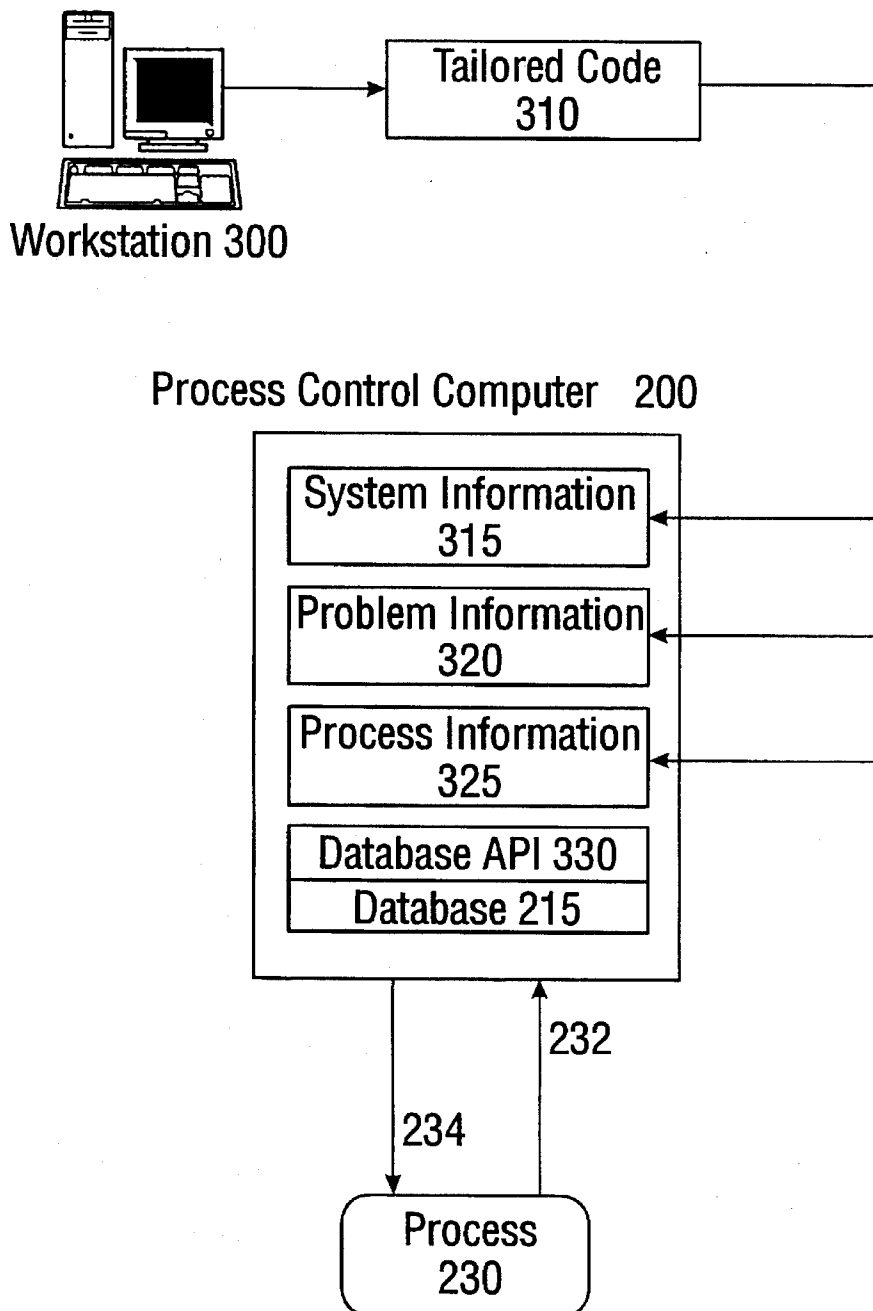 Tailored Code
310
Workstation 300
Process Control Computer 200
System Information
315
Problem Information
320
Process Information
325
Database API 330
Database 215
232
234
Process
230